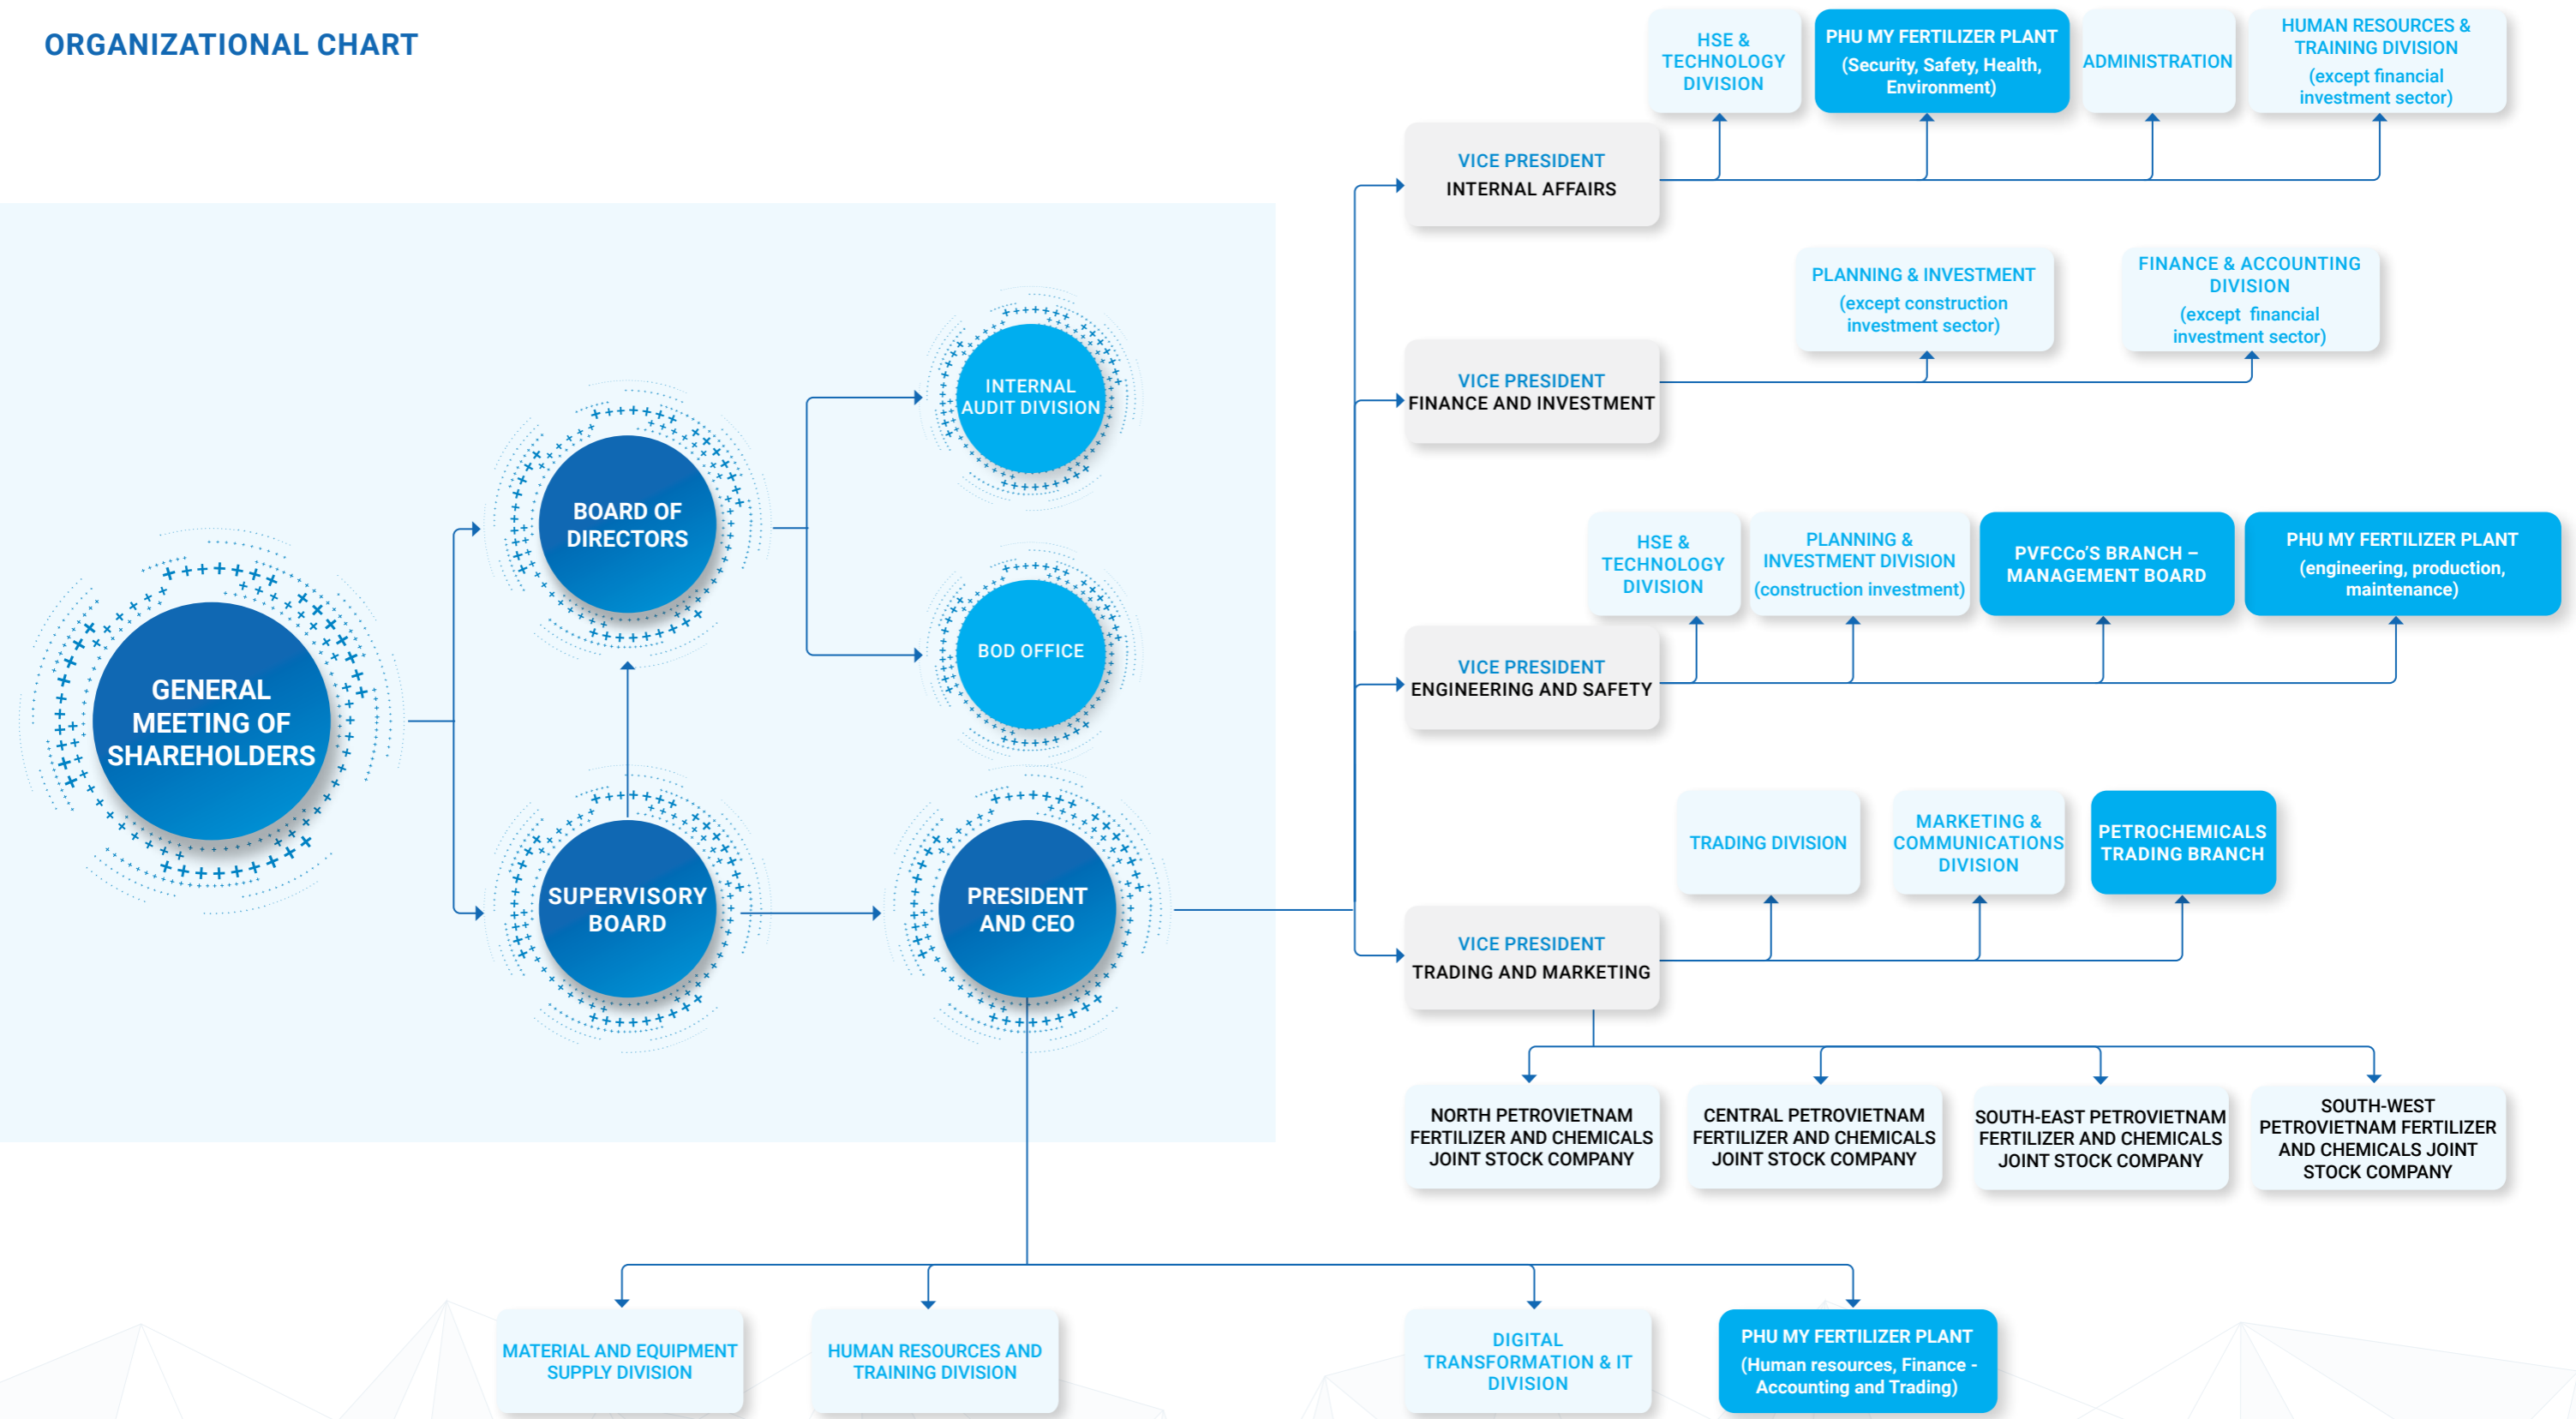 ORGANIZATIONAL CHART
GENERAL
MEETING OF
SHAREHOLDERS
BOARD OF
DIRECTORS
SUPERVISORY
BOARD
INTERNAL
AUDIT DIVISION
BOD OFFICE
PRESIDENT
AND CEO
VICE PRESIDENT
INTERNAL AFFAIRS
HSE &
TECHNOLOGY
DIVISION
PHU MY FERTILIZER PLANT
(Security, Safety, Health,
Environment)
ADMINISTRATION
HUMAN RESOURCES &
TRAINING DIVISION
(except financial
investment sector)
VICE PRESIDENT
FINANCE AND INVESTMENT
PLANNING & INVESTMENT
(except construction
investment sector)
FINANCE & ACCOUNTING
DIVISION
(except financial
investment sector)
VICE PRESIDENT
ENGINEERING AND SAFETY
HSE &
TECHNOLOGY
DIVISION
PLANNING &
INVESTMENT DIVISION
(construction investment)
PVFCCo'S BRANCH –
MANAGEMENT BOARD
PHU MY FERTILIZER PLANT
(engineering, production,
maintenance)
VICE PRESIDENT
TRADING AND MARKETING
TRADING DIVISION
MARKETING &
COMMUNICATIONS
DIVISION
PETROCHEMICALS
TRADING BRANCH
NORTH PETROVIETNAM
FERTILIZER AND CHEMICALS
JOINT STOCK COMPANY
CENTRAL PETROVIETNAM
FERTILIZER AND CHEMICALS
JOINT STOCK COMPANY
SOUTH-EAST PETROVIETNAM
FERTILIZER AND CHEMICALS
JOINT STOCK COMPANY
SOUTH-WEST
PETROVIETNAM FERTILIZER
AND CHEMICALS JOINT
STOCK COMPANY
MATERIAL AND EQUIPMENT
SUPPLY DIVISION
HUMAN RESOURCES AND
TRAINING DIVISION
DIGITAL
TRANSFORMATION & IT
DIVISION
PHU MY FERTILIZER PLANT
(Human resources, Finance -
Accounting and Trading)